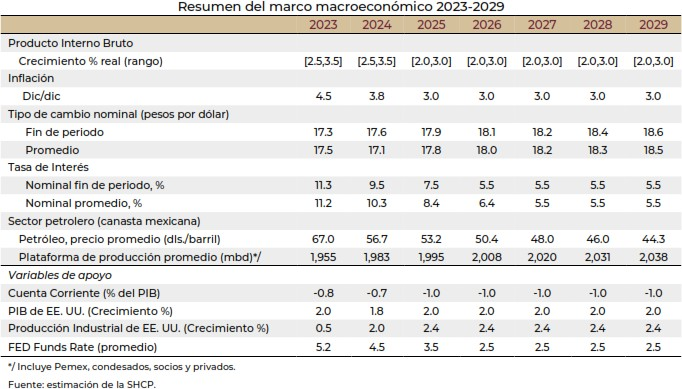 Resumen del marco macroeconómico 2023-2029
2023 2024 2025 2026 2027 2028 2029
Producto Interno Bruto
Crecimiento % real (rango) [2.5,3.5] [2.5,3.5] [2.0,3.0] [2.0,3.0] [2.0,3.0] [2.0,3.0] [2.0,3.0]
Inflación
Dic/dic 4.5 3.8 3.0 3.0 3.0 3.0 3.0
Tipo de cambio nominal (pesos por dólar)
Fin de periodo 17.3 17.6 17.9 18.1 18.2 18.4 18.6
Promedio 17.5 17.1 17.8 18.0 18.2 18.3 18.5
Tasa de Interés
Nominal fin de periodo, % 11.3 9.5 7.5 5.5 5.5 5.5 5.5
Nominal promedio, % 11.2 10.3 8.4 6.4 5.5 5.5 5.5
Sector petrolero (canasta mexicana)
Petróleo, precio promedio (dls./barril) 67.0 56.7 53.2 50.4 48.0 46.0 44.3
Plataforma de producción promedio (mbd)*/ 1,955 1,983 1,995 2,008 2,020 2,031 2,038
Variables de apoyo
Cuenta Corriente (% del PIB) -0.8 -0.7 -1.0 -1.0 -1.0 -1.0 -1.0
PIB de EE. UU. (Crecimiento %) 2.0 1.8 2.0 2.0 2.0 2.0 2.0
Producción Industrial de EE. UU. (Crecimiento %) 0.5 2.0 2.4 2.4 2.4 2.4 2.4
FED Funds Rate (promedio) 5.2 4.5 3.5 2.5 2.5 2.5 2.5
*/ Incluye Pemex, condesados, socios y privados.
Fuente: estimación de la SHCP.